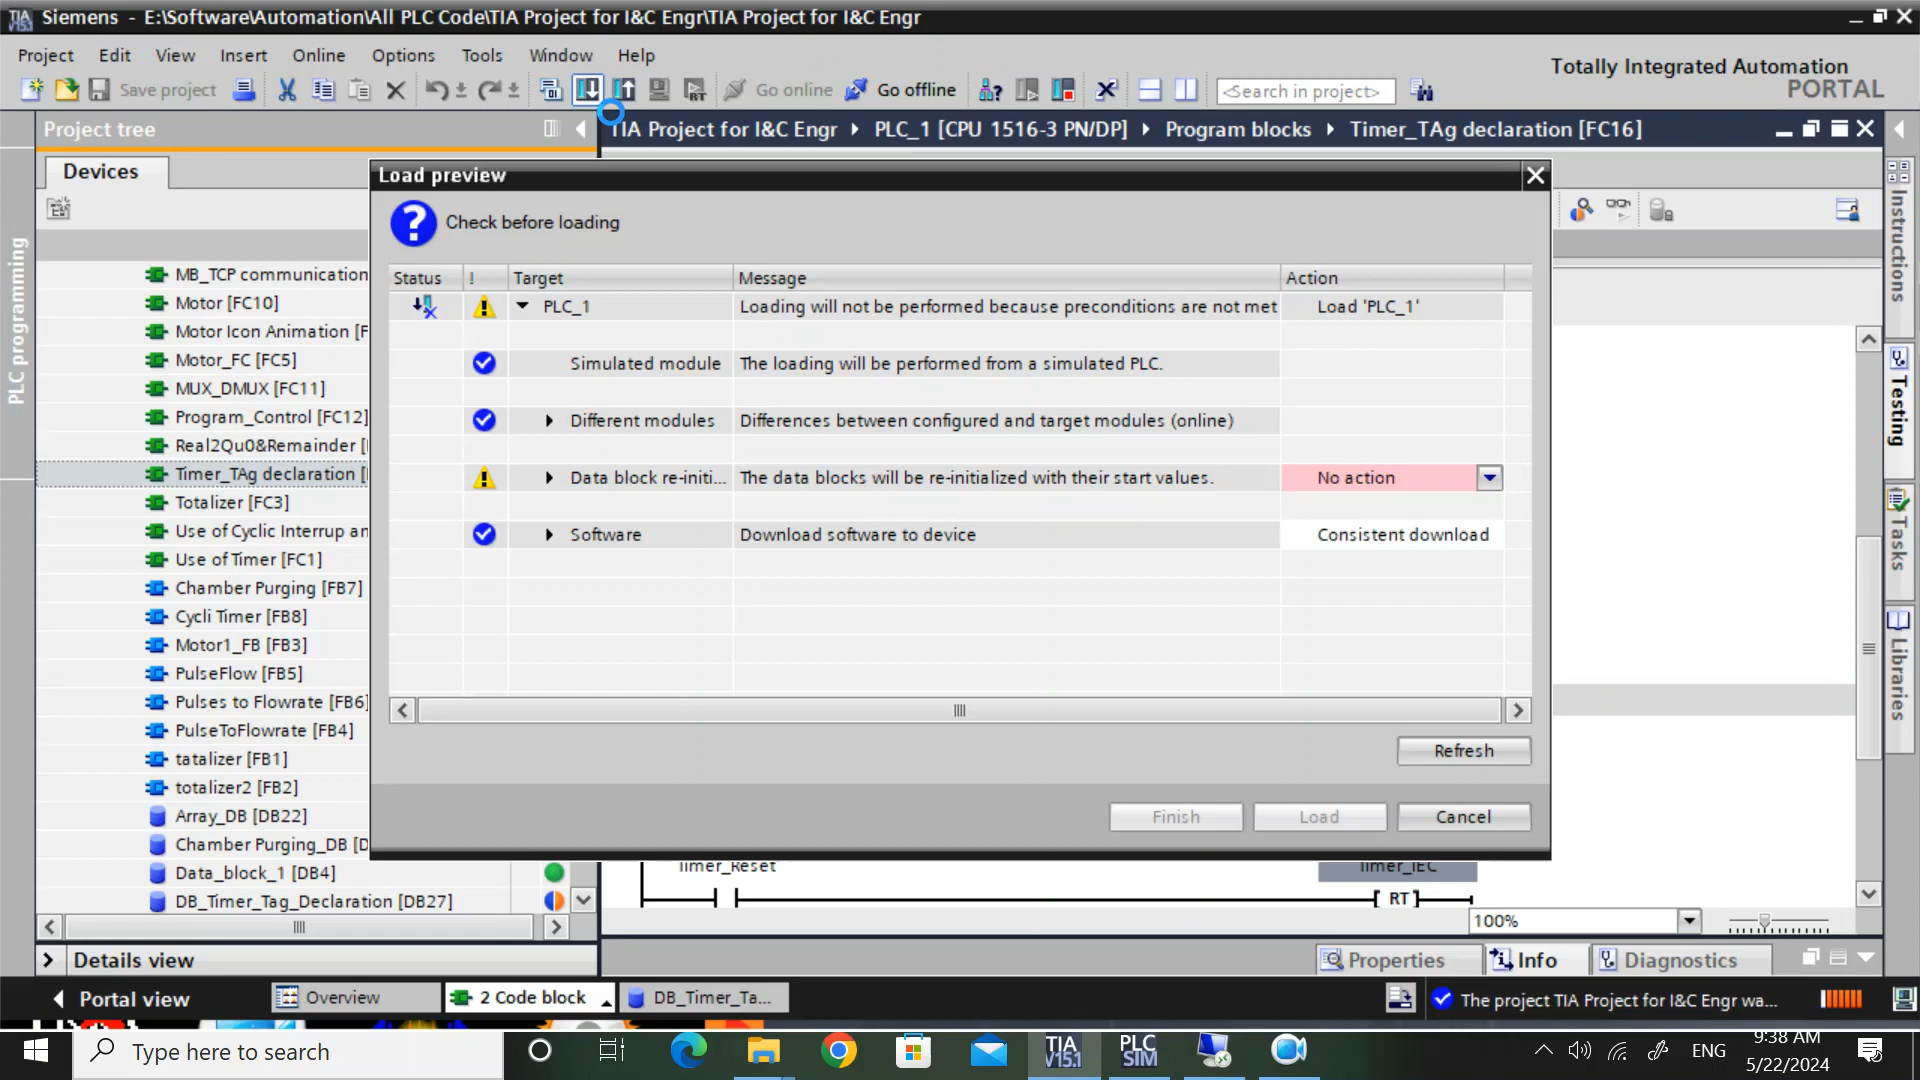 Siemens - E:\Software\Automation\All PLC Code\TIA Project for I&C Engr\TIA Project for I&C Engr
Project Edit View Insert Online Options Tools Window Help
Totally Integrated Automation
PORTAL
Save project
Go online
Go offline
<Search in project>
Project tree
TIA Project for I&C Engr
PLC_1 [CPU 1516-3 PN/DP]
Program blocks
Timer_TAg declaration [FC16]
Devices
PLC programming
MB_TCP communication
Motor [FC10]
Motor Icon Animation [F
Motor_FC [FC5]
MUX_DMUX [FC11]
Program_Control [FC12]
Real2Qu0&Remainder [
Timer_TAg declaration [
Totalizer [FC3]
Use of Cyclic Interrup an
Use of Timer [FC1]
Chamber Purging [FB7]
Cycli Timer [FB8]
Motor1_FB [FB3]
PulseFlow [FB5]
Pulses to Flowrate [FB6]
PulseToFlowrate [FB4]
tatalizer [FB1]
totalizer2 [FB2]
Array_DB [DB22]
Chamber Purging_DB [D
Data_block_1 [DB4]
DB_Timer_Tag_Declaration [DB27]
Load preview
?
Check before loading
Status ! Target Message Action
PLC_1 Loading will not be performed because preconditions are not met Load 'PLC_1'
Simulated module The loading will be performed from a simulated PLC.
Different modules Differences between configured and target modules (online)
Data block re-initi... The data blocks will be re-initialized with their start values. No action
Software Download software to device Consistent download
Refresh
Finish Load Cancel
Timer_Reset
Timer_IEC
RT
100%
Instructions
Testing
Tasks
Libraries
Details view
Properties
Info
Diagnostics
Portal view
Overview
2 Code block
DB_Timer_Ta...
The project TIA Project for I&C Engr wa...
Type here to search
TIA
V15.1
PLC
SIM
ENG
9:38 AM
5/22/2024